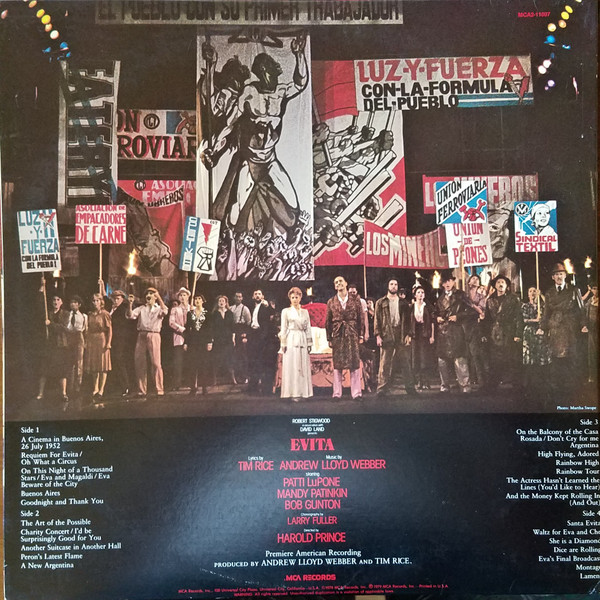 EL PUEBLO CON SU PRIMER TRABAJADOR
MCA2-11007
LUZ-Y-FUERZA
CON-LA-FORMULA
DEL-PUEBLO
ON
FERROVIARIA
ASOCIACION DE
EMPACADORES
DE CARNE
LUZ
Y
FUERZA
CON LA FORMULA
DEL PUEBLO
LOS MINEROS
UNION
FERROVIARIA
UNION
DE
PEONES
SINDICAL
TEXTIL
Photo: Martha Swope
Side 1
A Cinema in Buenos Aires,
26 July 1952
Requiem For Evita/
Oh What a Circus
On This Night of a Thousand
Stars/Eva and Magaldi/Eva
Beware of the City
Buenos Aires
Goodnight and Thank You
Side 2
The Art of the Possible
Charity Concert/I'd be
Surprisingly Good for You
Another Suitcase in Another Hall
Peron's Latest Flame
A New Argentina
ROBERT STIGWOOD
in association with
DAVID LAND
presents
EVITA
Lyrics by Music by
TIM RICE ANDREW LLOYD WEBBER
starring
PATTI LuPONE
MANDY PATINKIN
BOB GUNTON
Choreography by
LARRY FULLER
Directed by
HAROLD PRINCE
Premiere American Recording
PRODUCED BY ANDREW LLOYD WEBBER AND TIM RICE.
MCA RECORDS
Side 3
On the Balcony of the Casa
Rosada/Don't Cry for me
Argentina
High Flying, Adored
Rainbow High
Rainbow Tour
The Actress Hasn't Learned the
Lines (You'd Like to Hear)
And the Money Kept Rolling In
(And Out)
Side 4
Santa Evita
Waltz for Eva and Che
She is a Diamond
Dice are Rolling
Eva's Final Broadcast
Montage
Lament